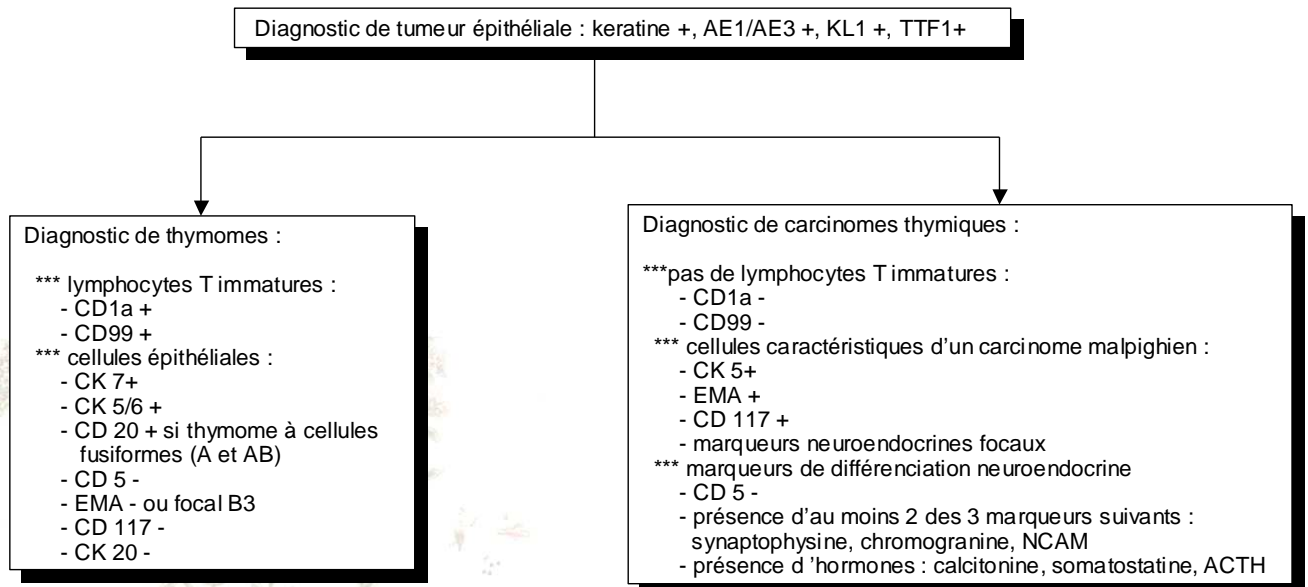 Diagnostic de tumeur épithéliale : keratine +, AE1/AE3 +, KL1 +, TTF1+
Diagnostic de thymomes :
*** lymphocytes T immatures :
- CD1a +
- CD99 +
*** cellules épithéliales :
- CK 7+
- CK 5/6 +
- CD 20 + si thymome à cellules
fusiformes (A et AB)
- CD 5 -
- EMA - ou focal B3
- CD 117 -
- CK 20 -
Diagnostic de carcinomes thymiques :
***pas de lymphocytes T immatures :
- CD1a -
- CD99 -
*** cellules caractéristiques d'un carcinome malpighien :
- CK 5+
- EMA +
- CD 117 +
- marqueurs neuroendocrines focaux
*** marqueurs de différenciation neuroendocrine
- CD 5 -
- présence d'au moins 2 des 3 marqueurs suivants :
synaptophysine, chromogranine, NCAM
- présence d 'hormones : calcitonine, somatostatine, ACTH